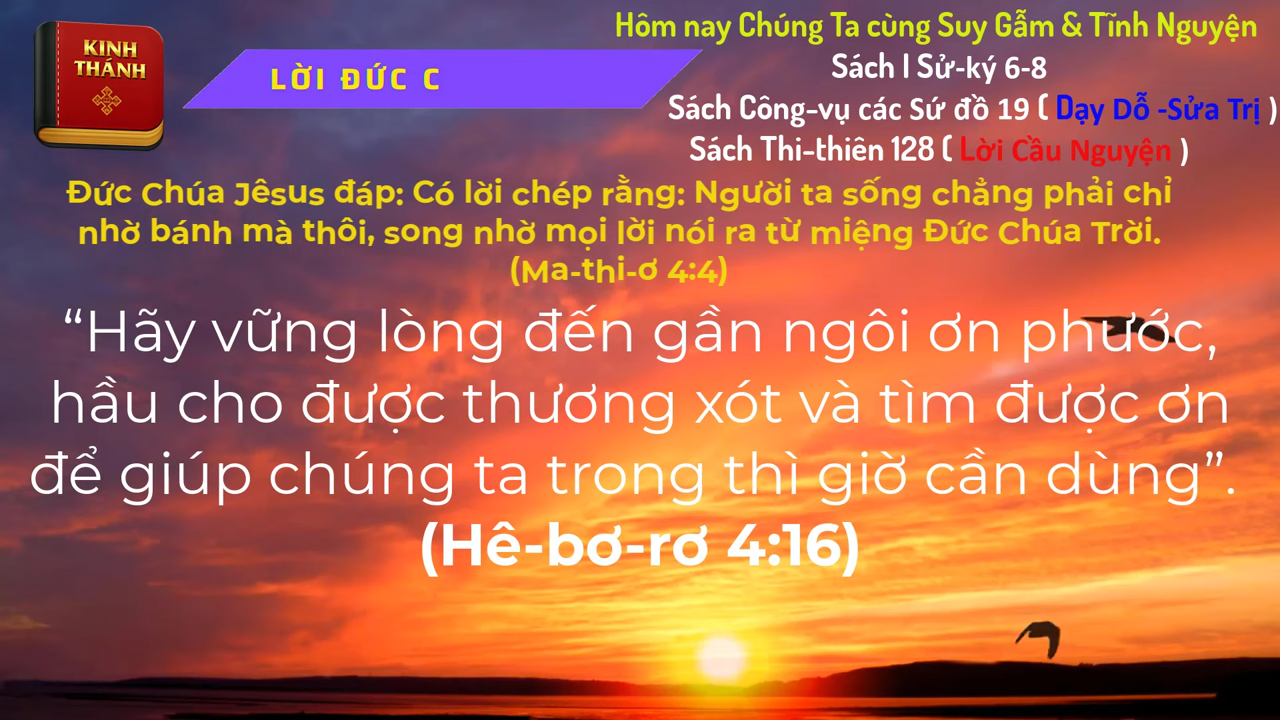 KINH
THÁNH
LỜI ĐỨC C
Hôm nay Chúng Ta cùng Suy Gẫm & Tĩnh Nguyện
Sách I Sử-ký 6-8
Sách Công-vụ các Sứ đồ 19 ( Dạy Dỗ -Sửa Trị )
Sách Thi-thiên 128 ( Lời Cầu Nguyện )
Đức Chúa Jêsus đáp: Có lời chép rằng: Người ta sống chẳng phải chỉ
nhờ bánh mà thôi, song nhờ mọi lời nói ra từ miệng Đức Chúa Trời.
(Ma-thi-ơ 4:4)
“Hãy vững lòng đến gần ngôi ơn phước,
hầu cho được thương xót và tìm được ơn
để giúp chúng ta trong thì giờ cần dùng”.
(Hê-bơ-rơ 4:16)